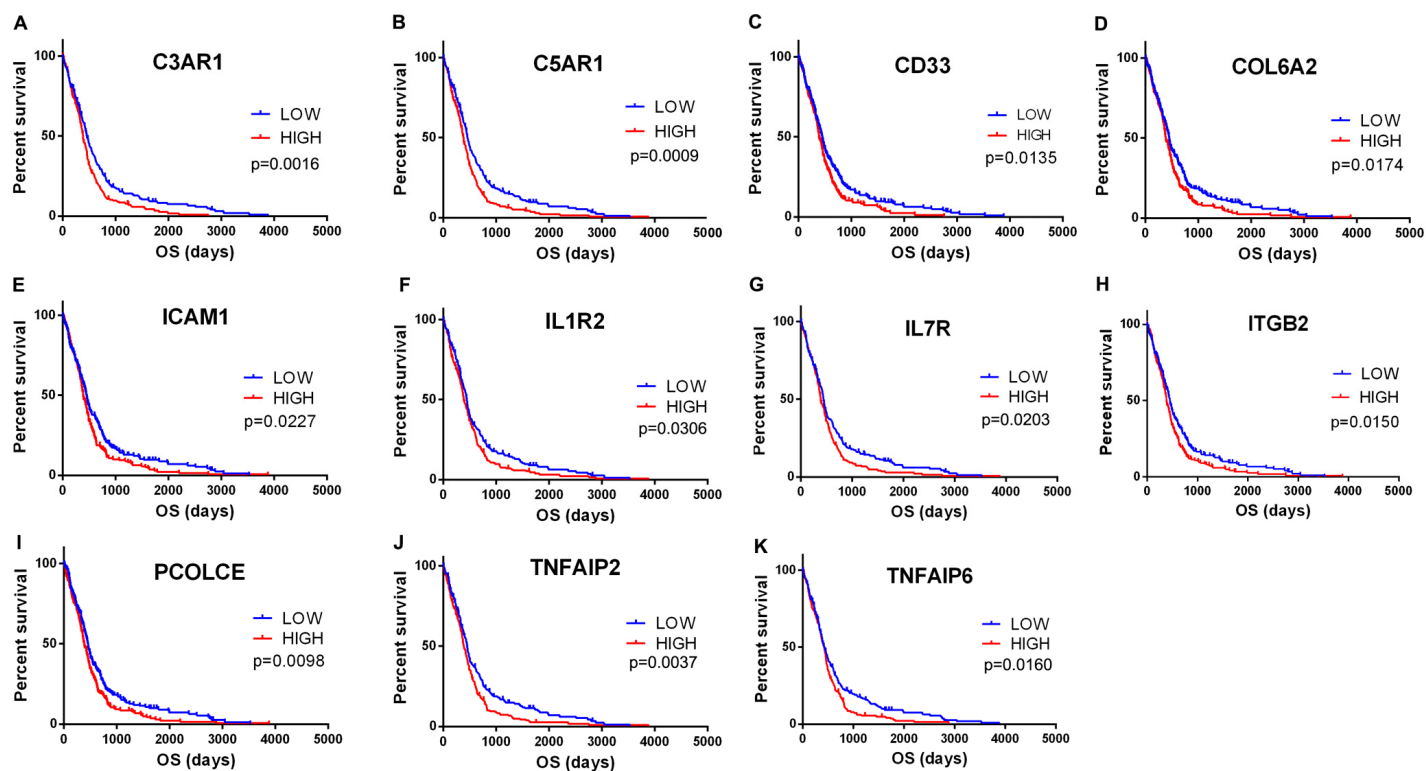 A
C3AR1
Percent survival
100
50
0
LOW
HIGH
p=0.0016
0 1000 2000 3000 4000 5000
OS (days)
B
C5AR1
Percent survival
100
50
0
LOW
HIGH
p=0.0009
0 1000 2000 3000 4000 5000
OS (days)
C
CD33
Percent survival
100
50
0
LOW
HIGH
p=0.0135
0 1000 2000 3000 4000 5000
OS (days)
D
COL6A2
Percent survival
100
50
0
LOW
HIGH
p=0.0174
0 1000 2000 3000 4000 5000
OS (days)
E
ICAM1
Percent survival
100
50
0
LOW
HIGH
p=0.0227
0 1000 2000 3000 4000 5000
OS (days)
F
IL1R2
Percent survival
100
50
0
LOW
HIGH
p=0.0306
0 1000 2000 3000 4000 5000
OS (days)
G
IL7R
Percent survival
100
50
0
LOW
HIGH
p=0.0203
0 1000 2000 3000 4000 5000
OS (days)
H
ITGB2
Percent survival
100
50
0
LOW
HIGH
p=0.0150
0 1000 2000 3000 4000 5000
OS (days)
I
PCOLCE
Percent survival
100
50
0
LOW
HIGH
p=0.0098
0 1000 2000 3000 4000 5000
OS (days)
J
TNFAIP2
Percent survival
100
50
0
LOW
HIGH
p=0.0037
0 1000 2000 3000 4000 5000
OS (days)
K
TNFAIP6
Percent survival
100
50
0
LOW
HIGH
p=0.0160
0 1000 2000 3000 4000 5000
OS (days)